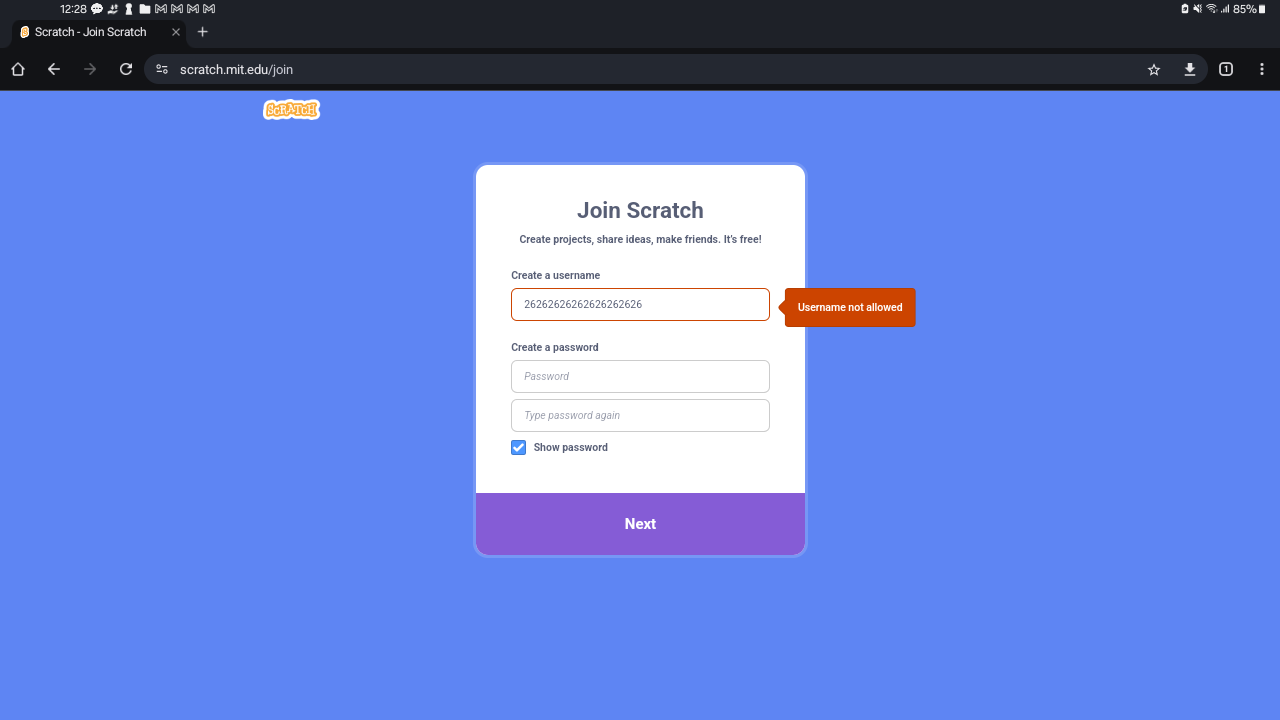 12:28
85%
Scratch - Join Scratch
scratch.mit.edu/join
1
SCRATCH
Join Scratch
Create projects, share ideas, make friends. It's free!
Create a username
26262626262626262626
Username not allowed
Create a password
Password
Type password again
Show password
Next